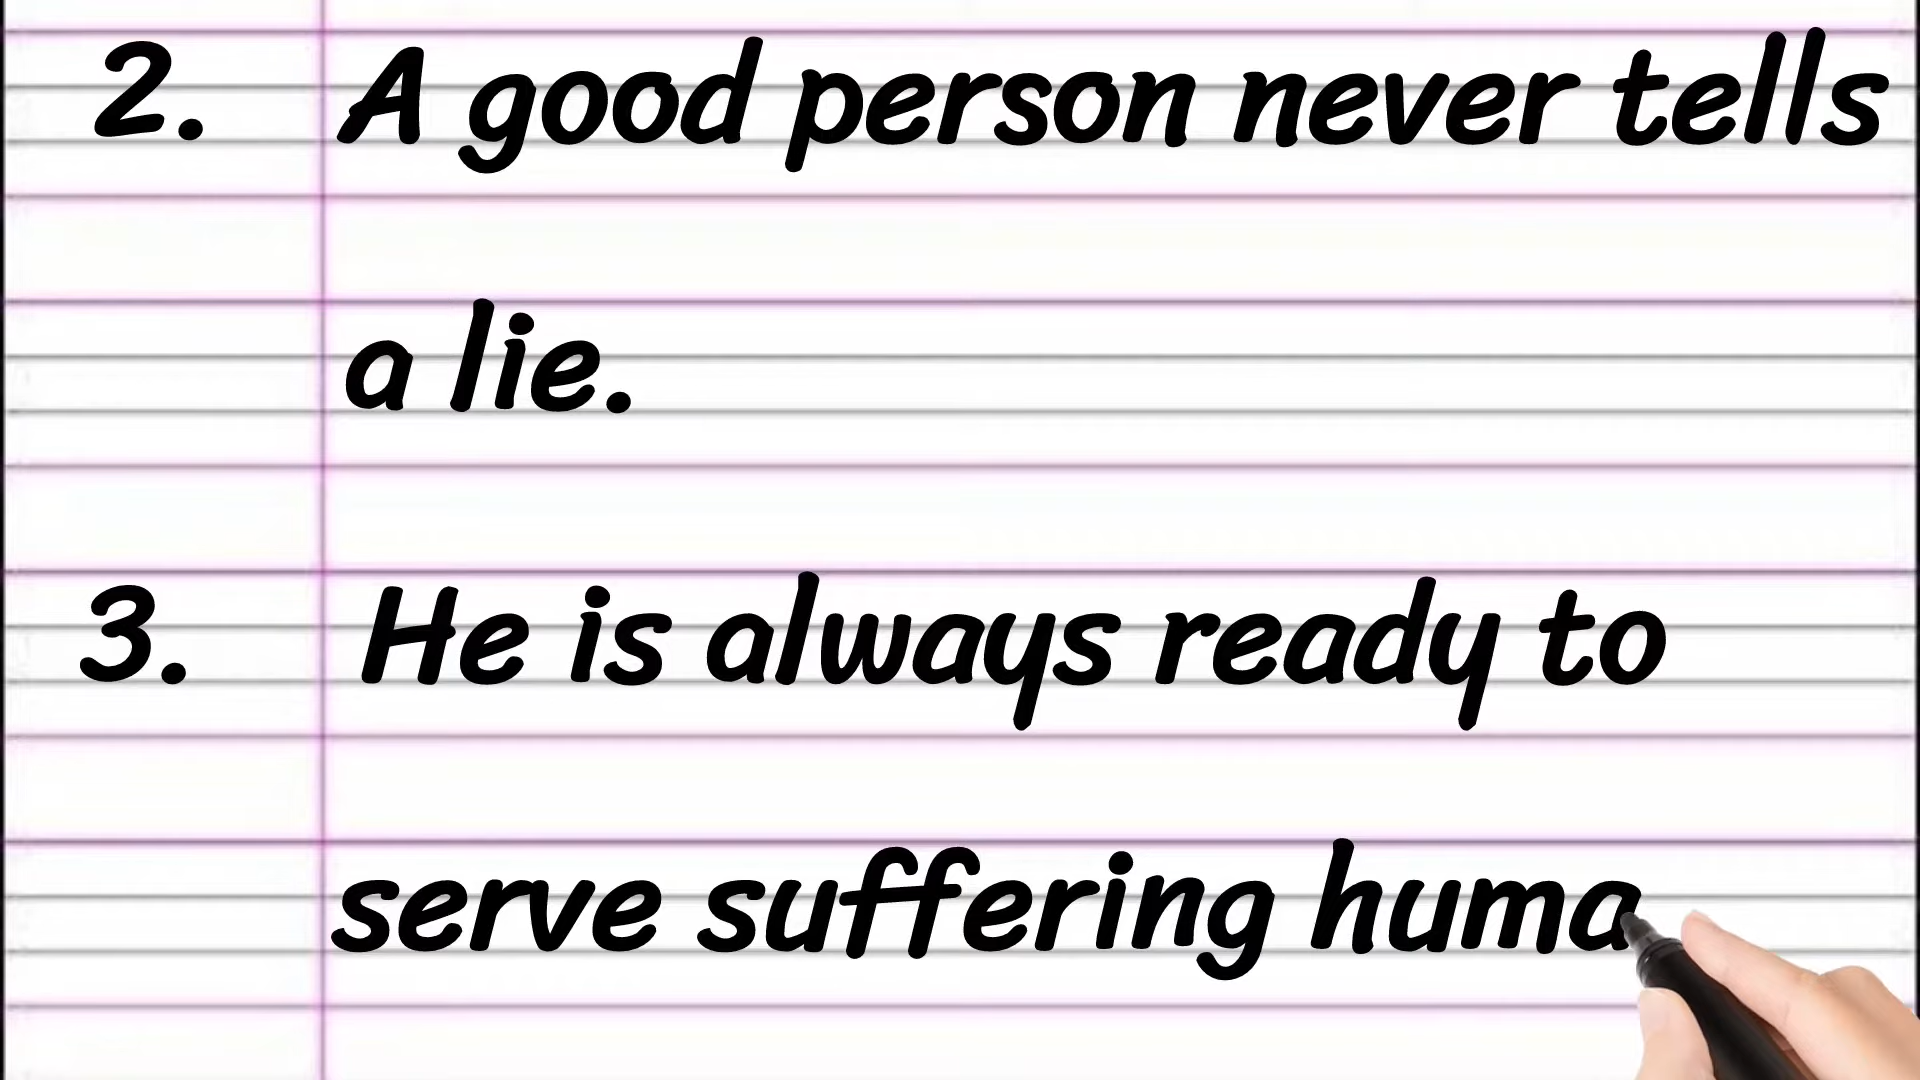 2. A good person never tells
a lie.
3. He is always ready to
serve suffering huma